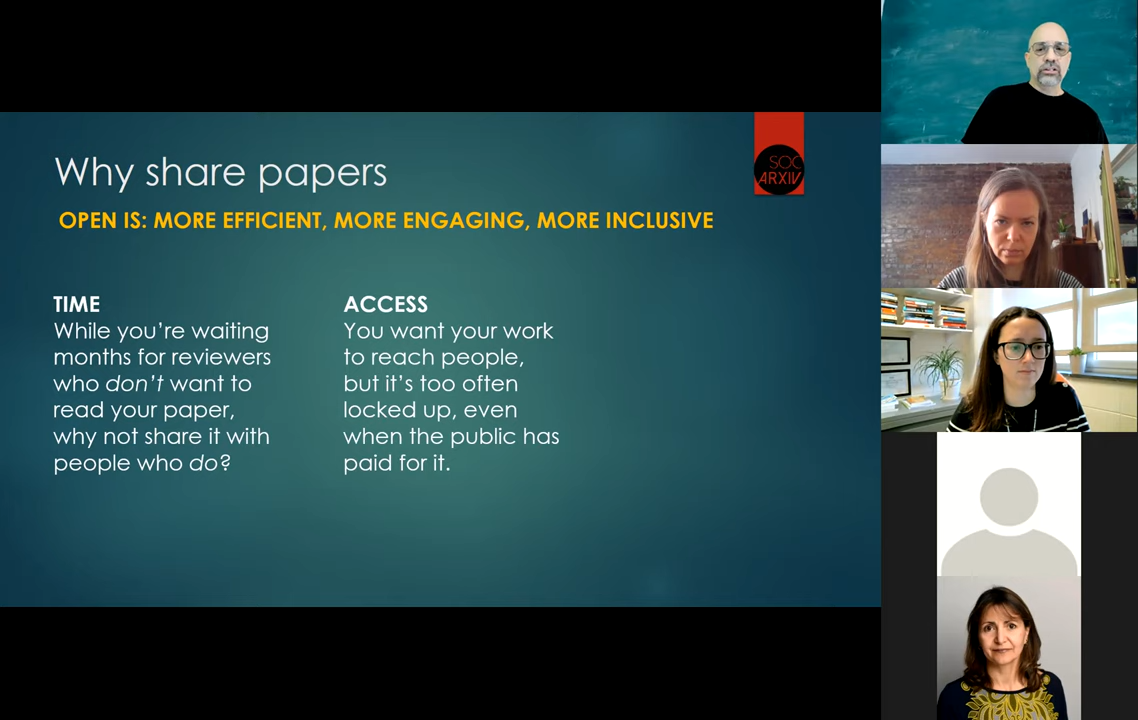 Why share papers
SOC
ARXIV
OPEN IS: MORE EFFICIENT, MORE ENGAGING, MORE INCLUSIVE
TIME
While you’re waiting
months for reviewers
who don’t want to
read your paper,
why not share it with
people who do?
ACCESS
You want your work
to reach people,
but it’s too often
locked up, even
when the public has
paid for it.